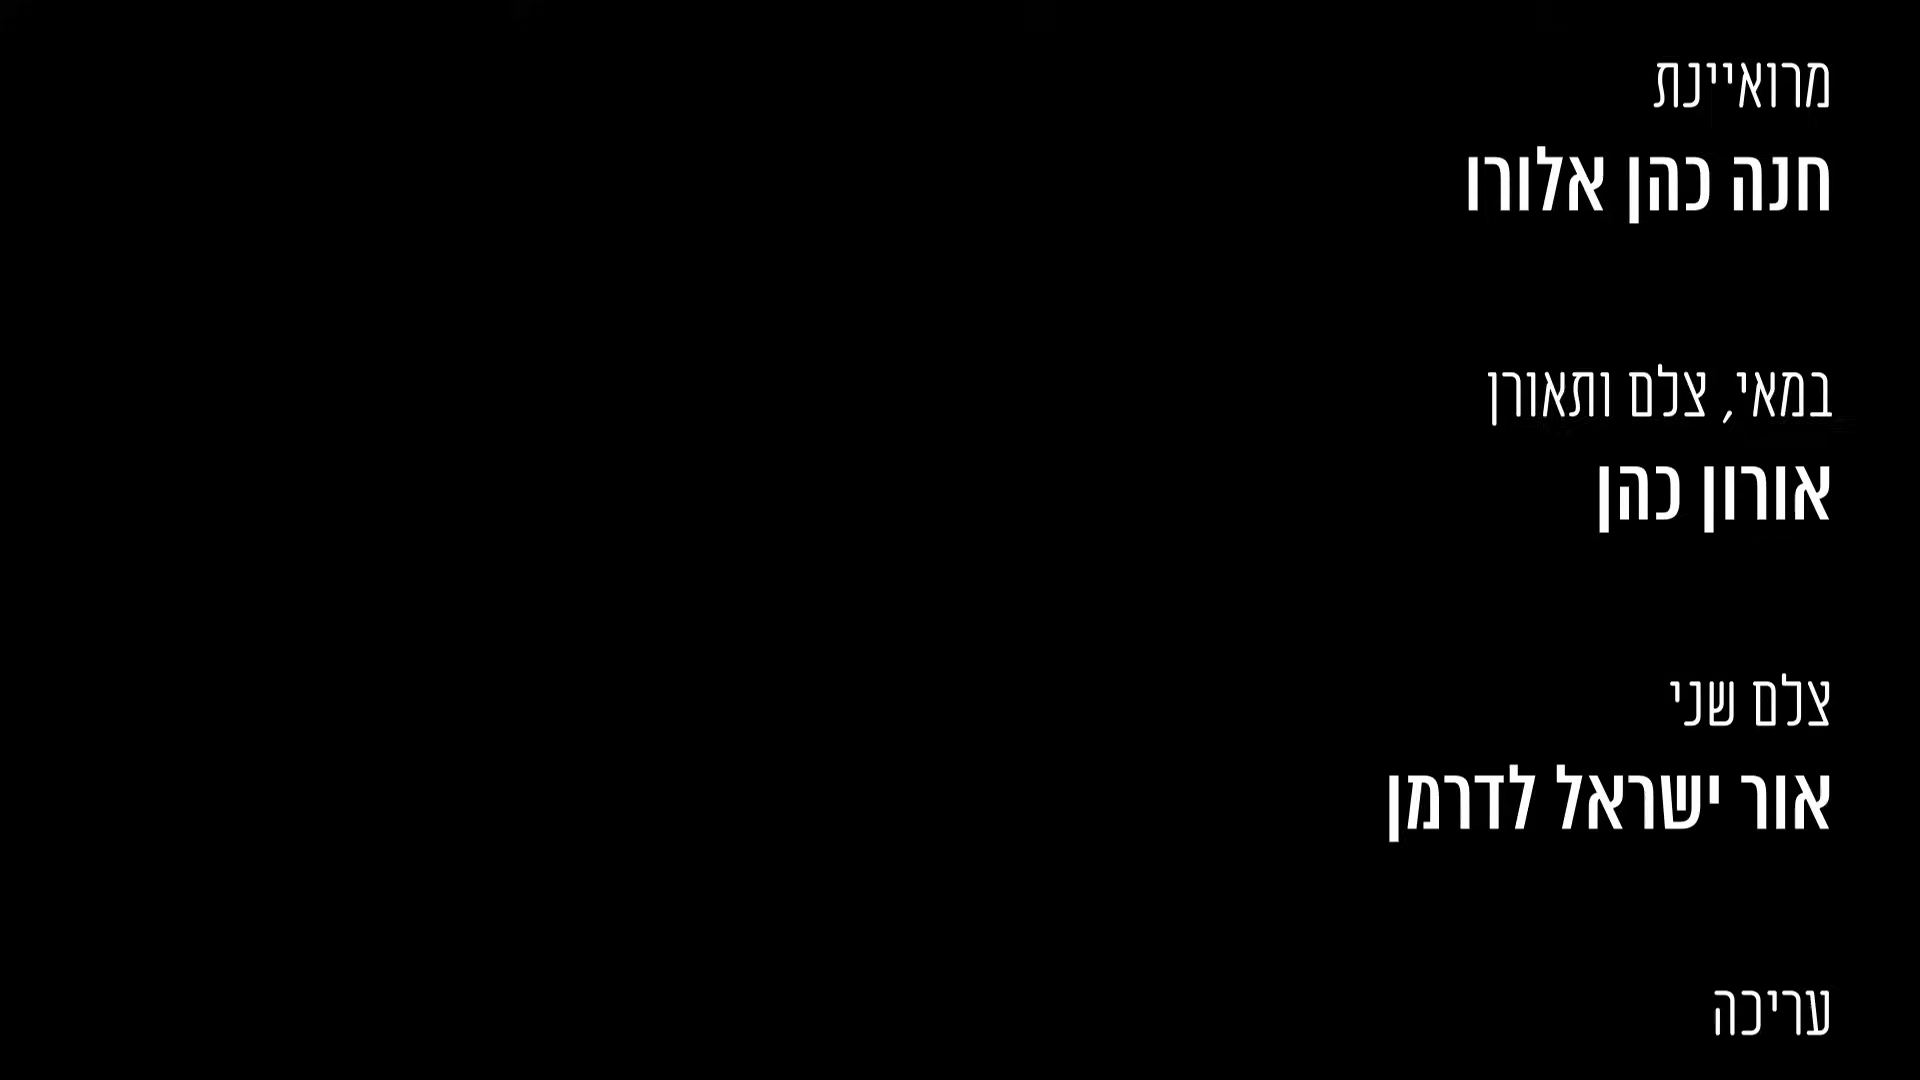 מרואיינת
חנה כהן אלורו
במאי, צלם ותאורן
אורון כהן
צלם שני
אור ישראל לדרמן
עריכה